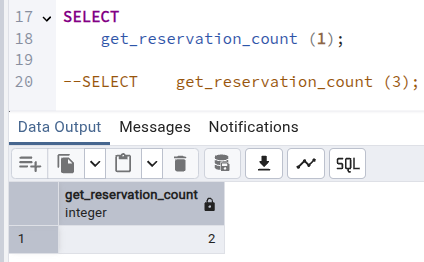 17 SELECT
18 get_reservation_count (1);
19
20 --SELECT get_reservation_count (3);
Data Output Messages Notifications
SQL
get_reservation_count
integer
1 2